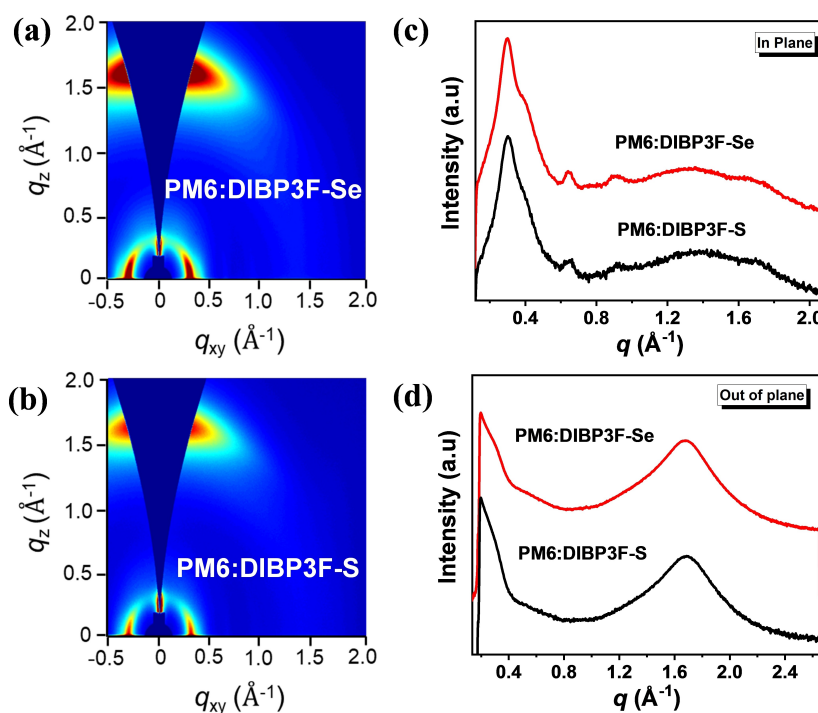 (a)
2.0
1.5
1.0
0.5
0
-0.5 0 0.5 1.0 1.5 2.0
qz (Å-1)
qxy (Å-1)
PM6:DIBP3F-Se
(b)
2.0
1.5
1.0
0.5
0
-0.5 0 0.5 1.0 1.5 2.0
qz (Å-1)
qxy (Å-1)
PM6:DIBP3F-S
(c)
In Plane
PM6:DIBP3F-Se
PM6:DIBP3F-S
Intensity (a.u)
0.4 0.8 1.2 1.6 2.0
q (Å-1)
(d)
Out of plane
PM6:DIBP3F-Se
PM6:DIBP3F-S
Intensity (a.u)
0.4 0.8 1.2 1.6 2.0 2.4
q (Å-1)